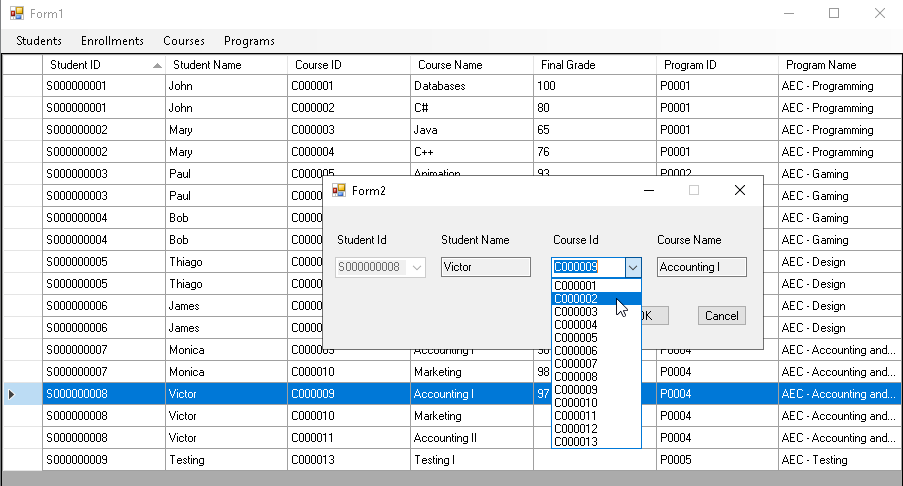 Form1
Students Enrollments Courses Programs
Student ID Student Name Course ID Course Name Final Grade Program ID Program Name
S000000001 John C000001 Databases 100 P0001 AEC - Programming
S000000001 John C000002 C# 80 P0001 AEC - Programming
S000000002 Mary C000003 Java 65 P0001 AEC - Programming
S000000002 Mary C000004 C++ 76 P0001 AEC - Programming
S000000003 Paul C000005 Animation 93 P0002 AEC - Gaming
S000000003 Paul AEC - Gaming
S000000004 Bob AEC - Gaming
S000000004 Bob AEC - Gaming
S000000005 Thiago AEC - Design
S000000005 Thiago AEC - Design
S000000006 James AEC - Design
S000000006 James AEC - Design
S000000007 Monica Accounting I P0004 AEC - Accounting and...
S000000007 Monica C000010 Marketing 98 P0004 AEC - Accounting and...
S000000008 Victor C000009 Accounting I 97 P0004 AEC - Accounting and...
S000000008 Victor C000010 Marketing P0004 AEC - Accounting and...
S000000008 Victor C000011 Accounting II P0004 AEC - Accounting and...
S000000009 Testing C000013 Testing I P0005 AEC - Testing
Form2
Student Id Student Name Course Id Course Name
S000000008 Victor C000009 Accounting I
C000001
C000002
C000003
C000004
C000005
C000006
C000007
C000008
C000009
C000010
C000011
C000012
C000013
OK Cancel